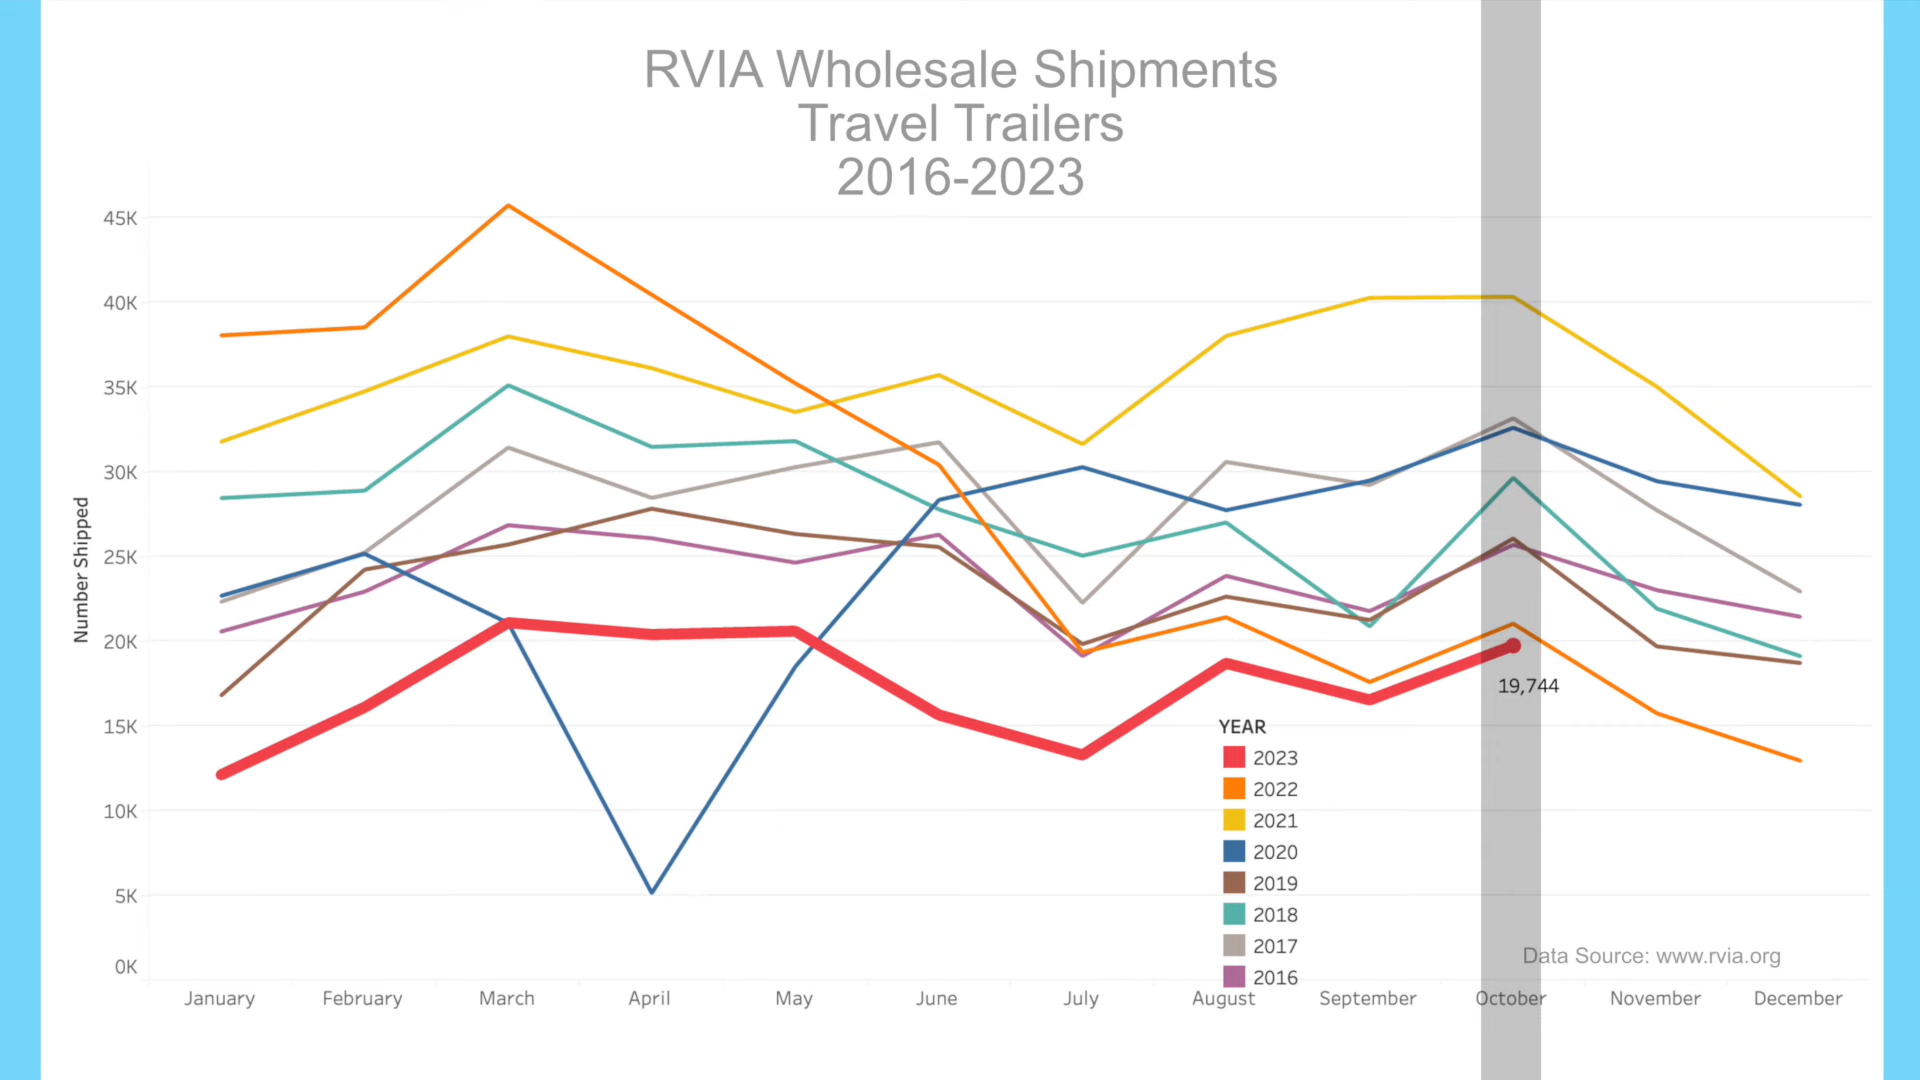 RVIA Wholesale Shipments
Travel Trailers
2016-2023
45K
40K
35K
30K
25K
20K
15K
10K
5K
0K
Number Shipped
19,744
YEAR
2023
2022
2021
2020
2019
2018
2017
2016
Data Source: www.rvia.org
January February March April May June July August September October November December